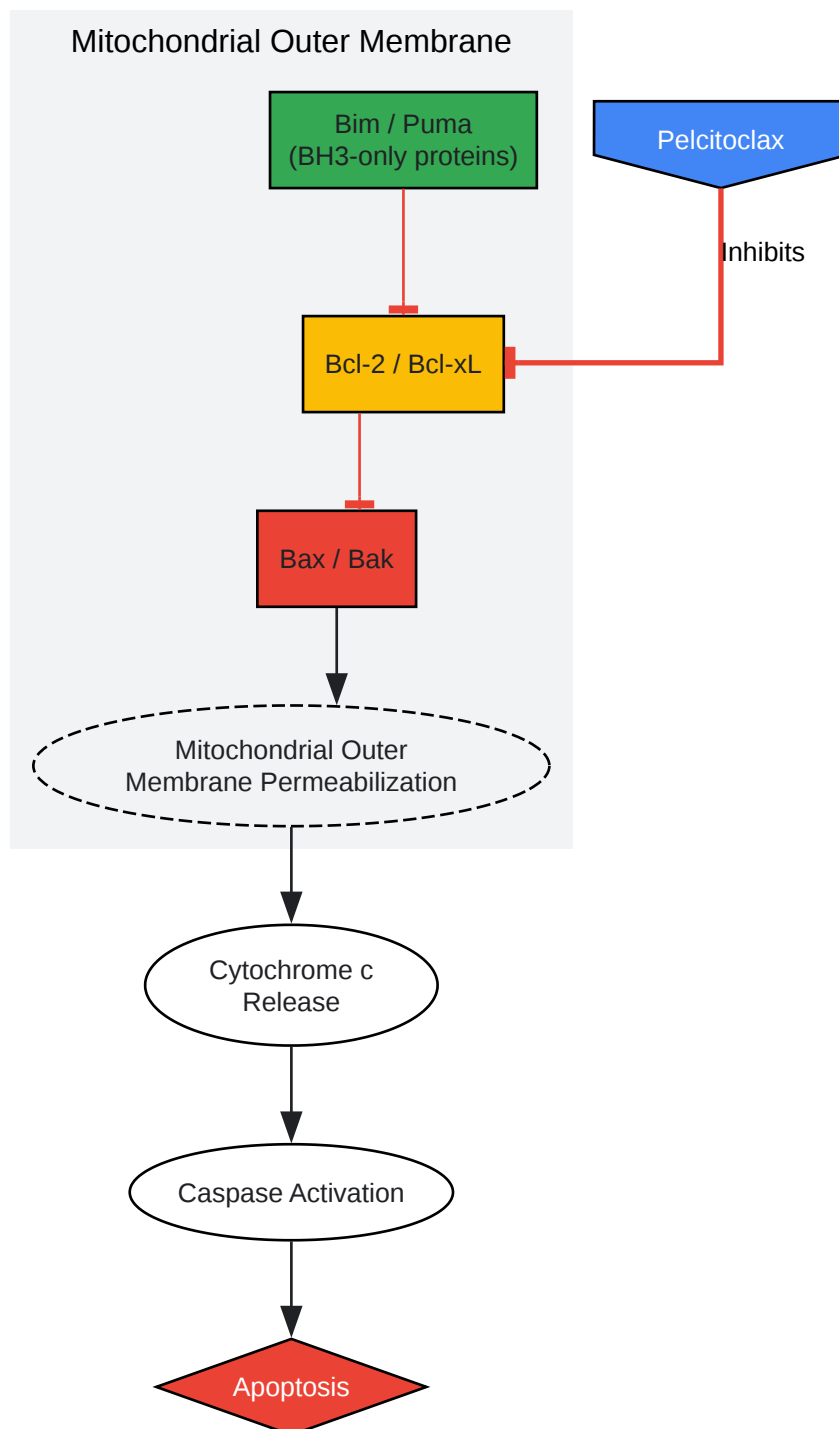 Mitochondrial Outer Membrane
Bim / Puma
(BH3-only proteins)
Pelcitoclax
Inhibits
Bcl-2 / Bcl-xL
Bax / Bak
Mitochondrial Outer
Membrane Permeabilization
Cytochrome c
Release
Caspase Activation
Apoptosis